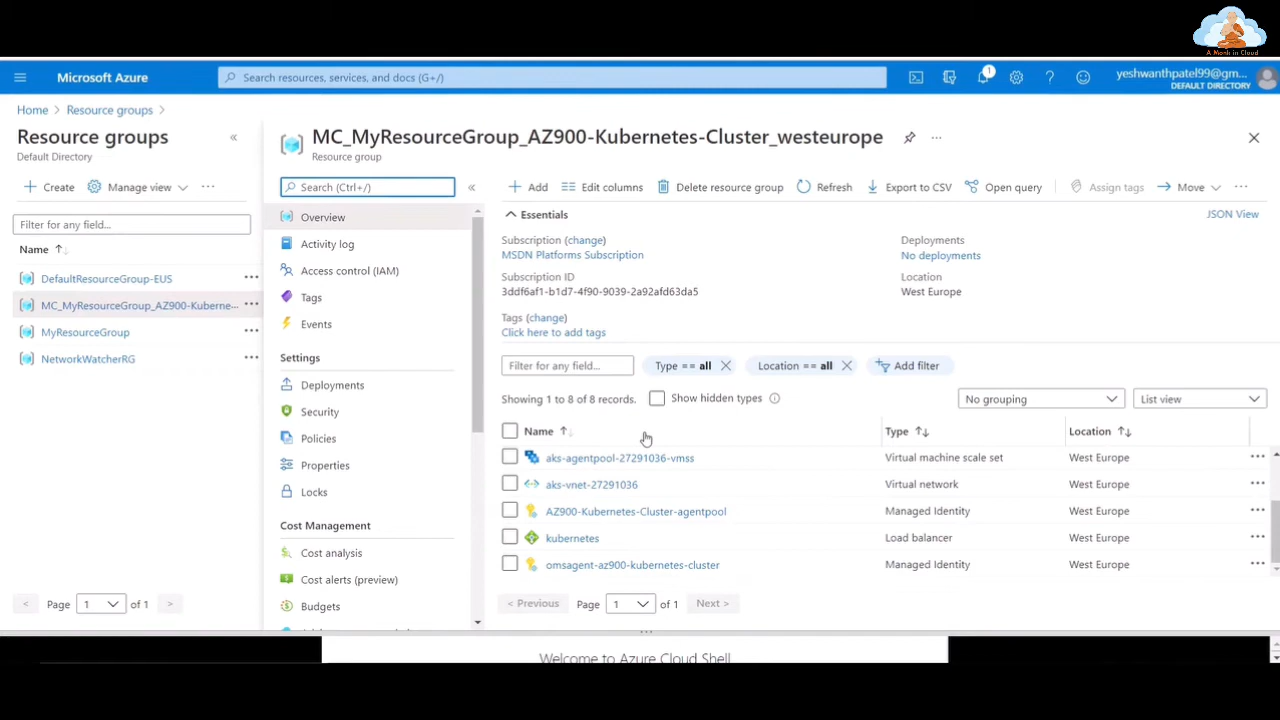 A Monk in Cloud
Microsoft Azure
Search resources, services, and docs (G+/)
1
yeshwanthpatel99@gm...
DEFAULT DIRECTORY
Home > Resource groups >
Resource groups
Default Directory
«
+ Create
Manage view
...
Filter for any field...
Name ↑↓
DefaultResourceGroup-EUS
...
MC_MyResourceGroup_AZ900-Kuberne...
...
MyResourceGroup
...
NetworkWatcherRG
...
< Page 1 of 1 >
MC_MyResourceGroup_AZ900-Kubernetes-Cluster_westeurope
...
Resource group
Search (Ctrl+/)
«
Overview
Activity log
Access control (IAM)
Tags
Events
Settings
Deployments
Security
Policies
Properties
Locks
Cost Management
Cost analysis
Cost alerts (preview)
Budgets
+ Add
Edit columns
Delete resource group
Refresh
Export to CSV
Open query
Assign tags
→ Move
...
Essentials
JSON View
Subscription (change)
MSDN Platforms Subscription
Subscription ID
3ddf6af1-b1d7-4f90-9039-2a92afd63da5
Tags (change)
Click here to add tags
Deployments
No deployments
Location
West Europe
Filter for any field...
Type == all
Location == all
Add filter
Showing 1 to 8 of 8 records.
Show hidden types
No grouping
List view
Name ↑↓ Type ↑↓ Location ↑↓
aks-agentpool-27291036-vmss Virtual machine scale set West Europe ...
aks-vnet-27291036 Virtual network West Europe ...
AZ900-Kubernetes-Cluster-agentpool Managed Identity West Europe ...
kubernetes Load balancer West Europe ...
omsagent-az900-kubernetes-cluster Managed Identity West Europe ...
< Previous Page 1 of 1 Next >
Welcome to Azure Cloud Shell